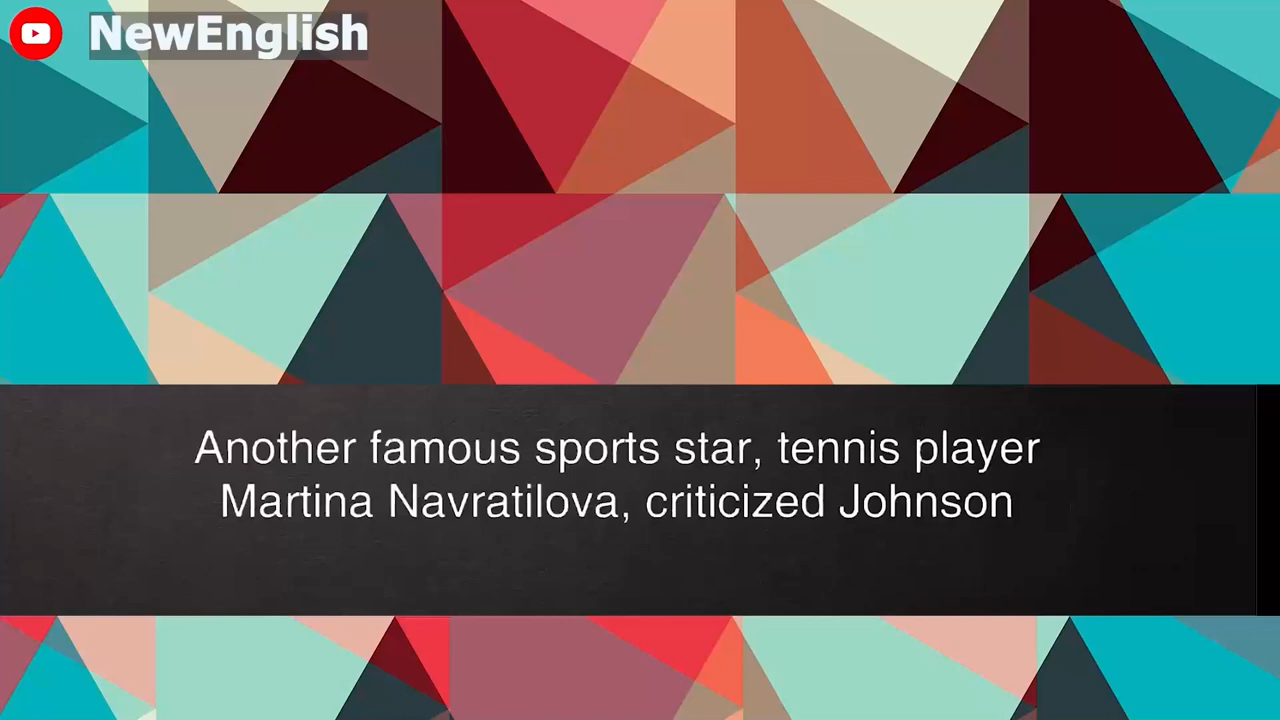 NewEnglish
Another famous sports star, tennis player
Martina Navratilova, criticized Johnson